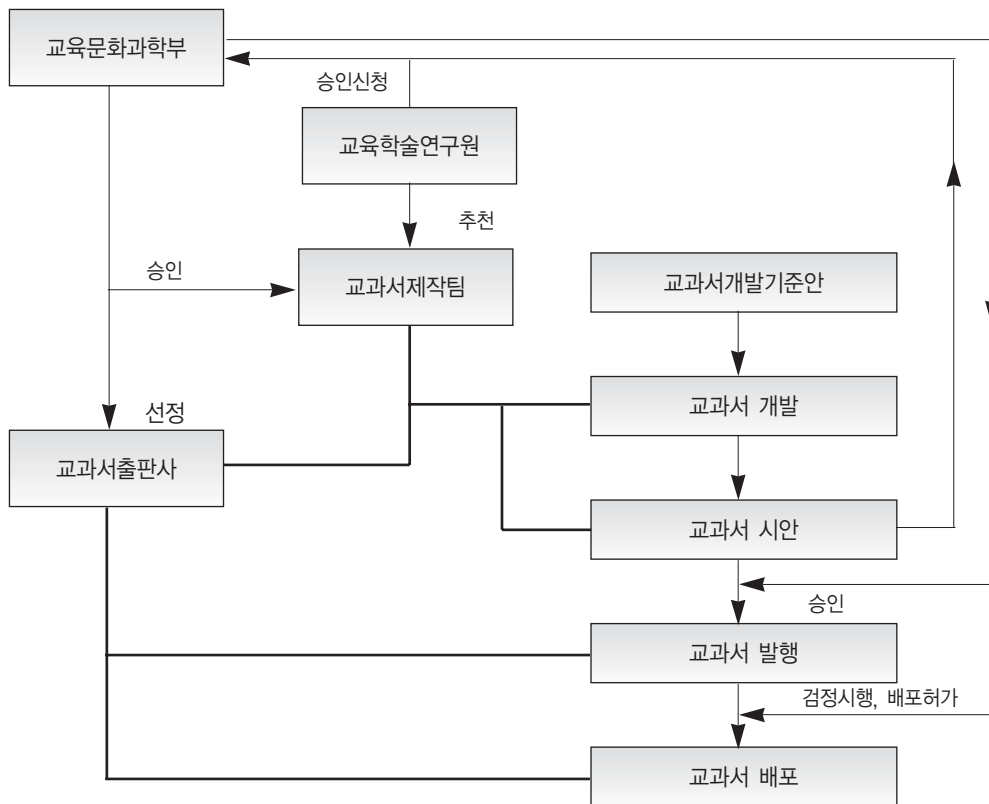 교육문화과학부
승인신청
교육학술연구원
추천
승인
교과서제작팀
교과서개발기준안
교과서 개발
선정
교과서출판사
교과서 시안
승인
교과서 발행
검정시행, 배포허가
교과서 배포